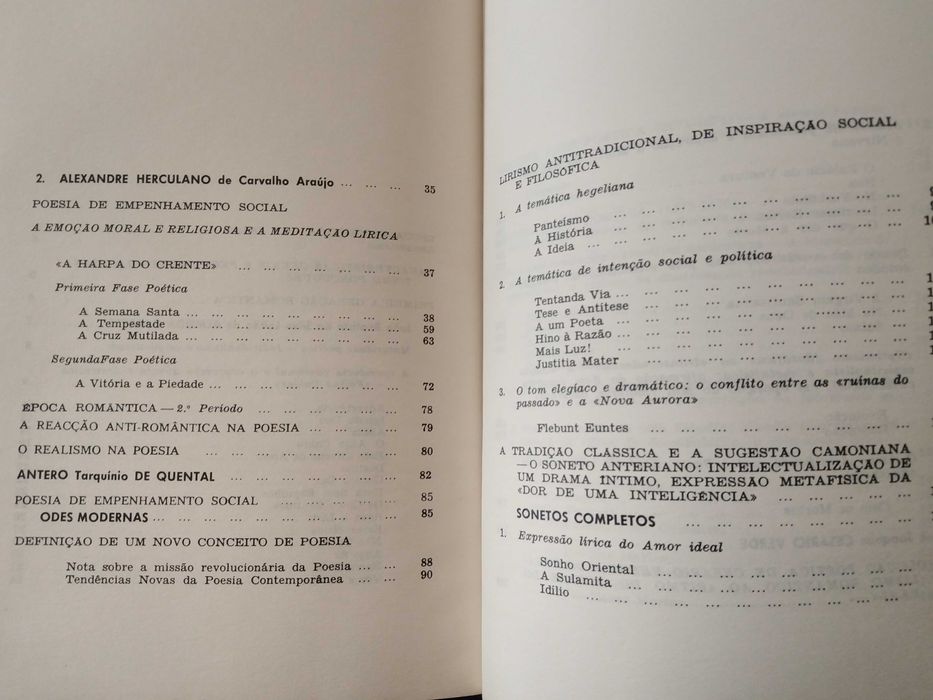 2. ALEXANDRE HERCULANO de Carvalho Araújo ... ... ... 35
POESIA DE EMPENHAMENTO SOCIAL
A EMOÇÃO MORAL E RELIGIOSA E A MEDITAÇÃO LIRICA
«A HARPA DO CRENTE» ... ... ... ... ... ... ... 37
Primeira Fase Poética
A Semana Santa ... ... ... ... ... ... ... ... 38
A Tempestade ... ... ... ... ... ... ... ... 59
A Cruz Mutilada ... ... ... ... ... ... ... ... 63
SegundaFase Poética
A Vitória e a Piedade ... ... ... ... ... ... ... 72
ÉPOCA ROMÂNTICA — 2.º Período ... ... ... ... ... ... 78
A REACÇÃO ANTI-ROMÂNTICA NA POESIA ... ... ... ... 79
O REALISMO NA POESIA ... ... ... ... ... ... ... 80
ANTERO Tarquínio DE QUENTAL ... ... ... ... ... ... 82
POESIA DE EMPENHAMENTO SOCIAL ... ... ... ... ... 85
ODES MODERNAS ... ... ... ... ... ... ... ... ... 85
DEFINIÇÃO DE UM NOVO CONCEITO DE POESIA
Nota sobre a missão revolucionária da Poesia ... ... ... 88
Tendências Novas da Poesia Contemporânea ... ... ... 90
LIRISMO ANTITRADICIONAL, DE INSPIRAÇÃO SOCIAL
E FILOSÓFICA
1. A temática hegeliana
Panteísmo ... ... ... ... ... ... ... ... ... ...
A História ... ... ... ... ... ... ... ... ... ...
A Ideia ... ... ... ... ... ... ... ... ... ... ...
2. A temática de intenção social e política
Tentanda Via ... ... ... ... ... ... ... ... ...
Tese e Antítese ... ... ... ... ... ... ... ... ...
A um Poeta ... ... ... ... ... ... ... ... ...
Hino à Razão ... ... ... ... ... ... ... ... ...
Mais Luz! ... ... ... ... ... ... ... ... ...
Justitia Mater ... ... ... ... ... ... ... ... ...
3. O tom elegíaco e dramático: o conflito entre as «ruínas do
passado» e a «Nova Aurora»
Flebunt Euntes ... ... ... ... ... ... ... ... ...
A TRADIÇÃO CLASSICA E A SUGESTÃO CAMONIANA
— O SONETO ANTERIANO: INTELECTUALIZAÇÃO DE
UM DRAMA ÍNTIMO, EXPRESSÃO METAFISICA DA
«DOR DE UMA INTELIGÊNCIA» ... ... ... ... ...
SONETOS COMPLETOS ... ... ... ... ... ... ... ...
1. Expressão lírica do Amor ideal
Sonho Oriental ... ... ... ... ... ... ... ... ...
A Sulamita ... ... ... ... ... ... ... ... ... ...
Idílio ... ... ... ... ... ... ... ... ... ... ...